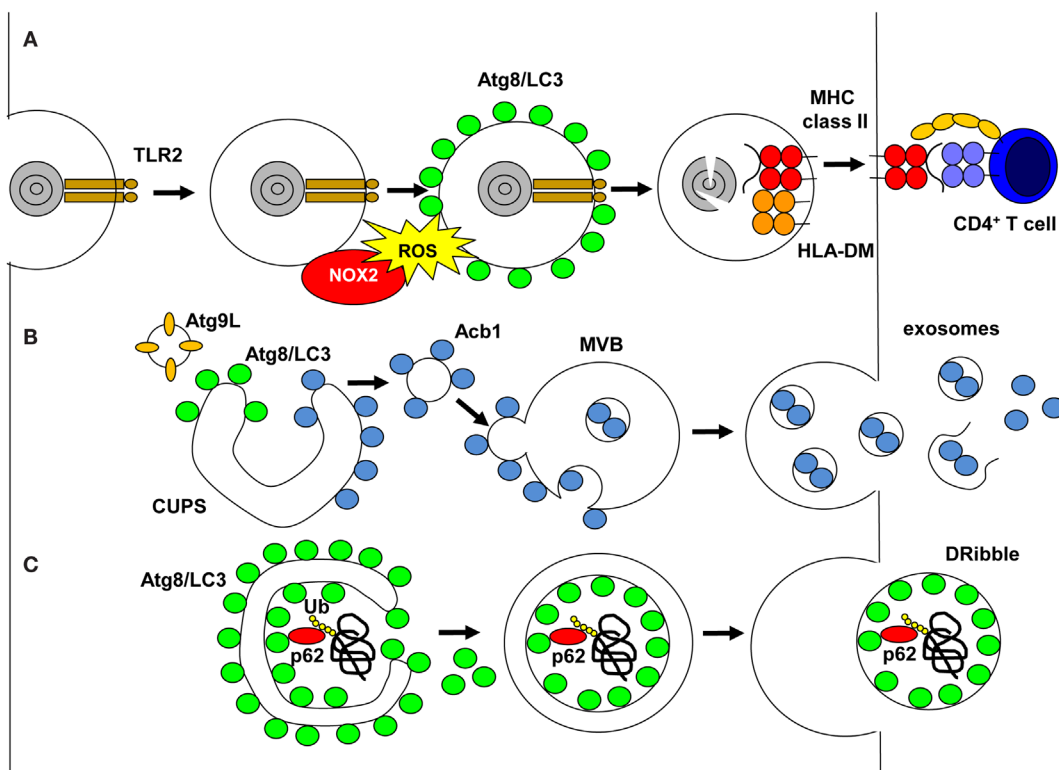 A
Atg8/LC3
MHC
class II
TLR2
ROS
NOX2
HLA-DM
CD4⁺ T cell
B
Atg9L
Atg8/LC3
Acb1
MVB
exosomes
CUPS
C
Atg8/LC3
Ub
p62
p62
DRibble
p62